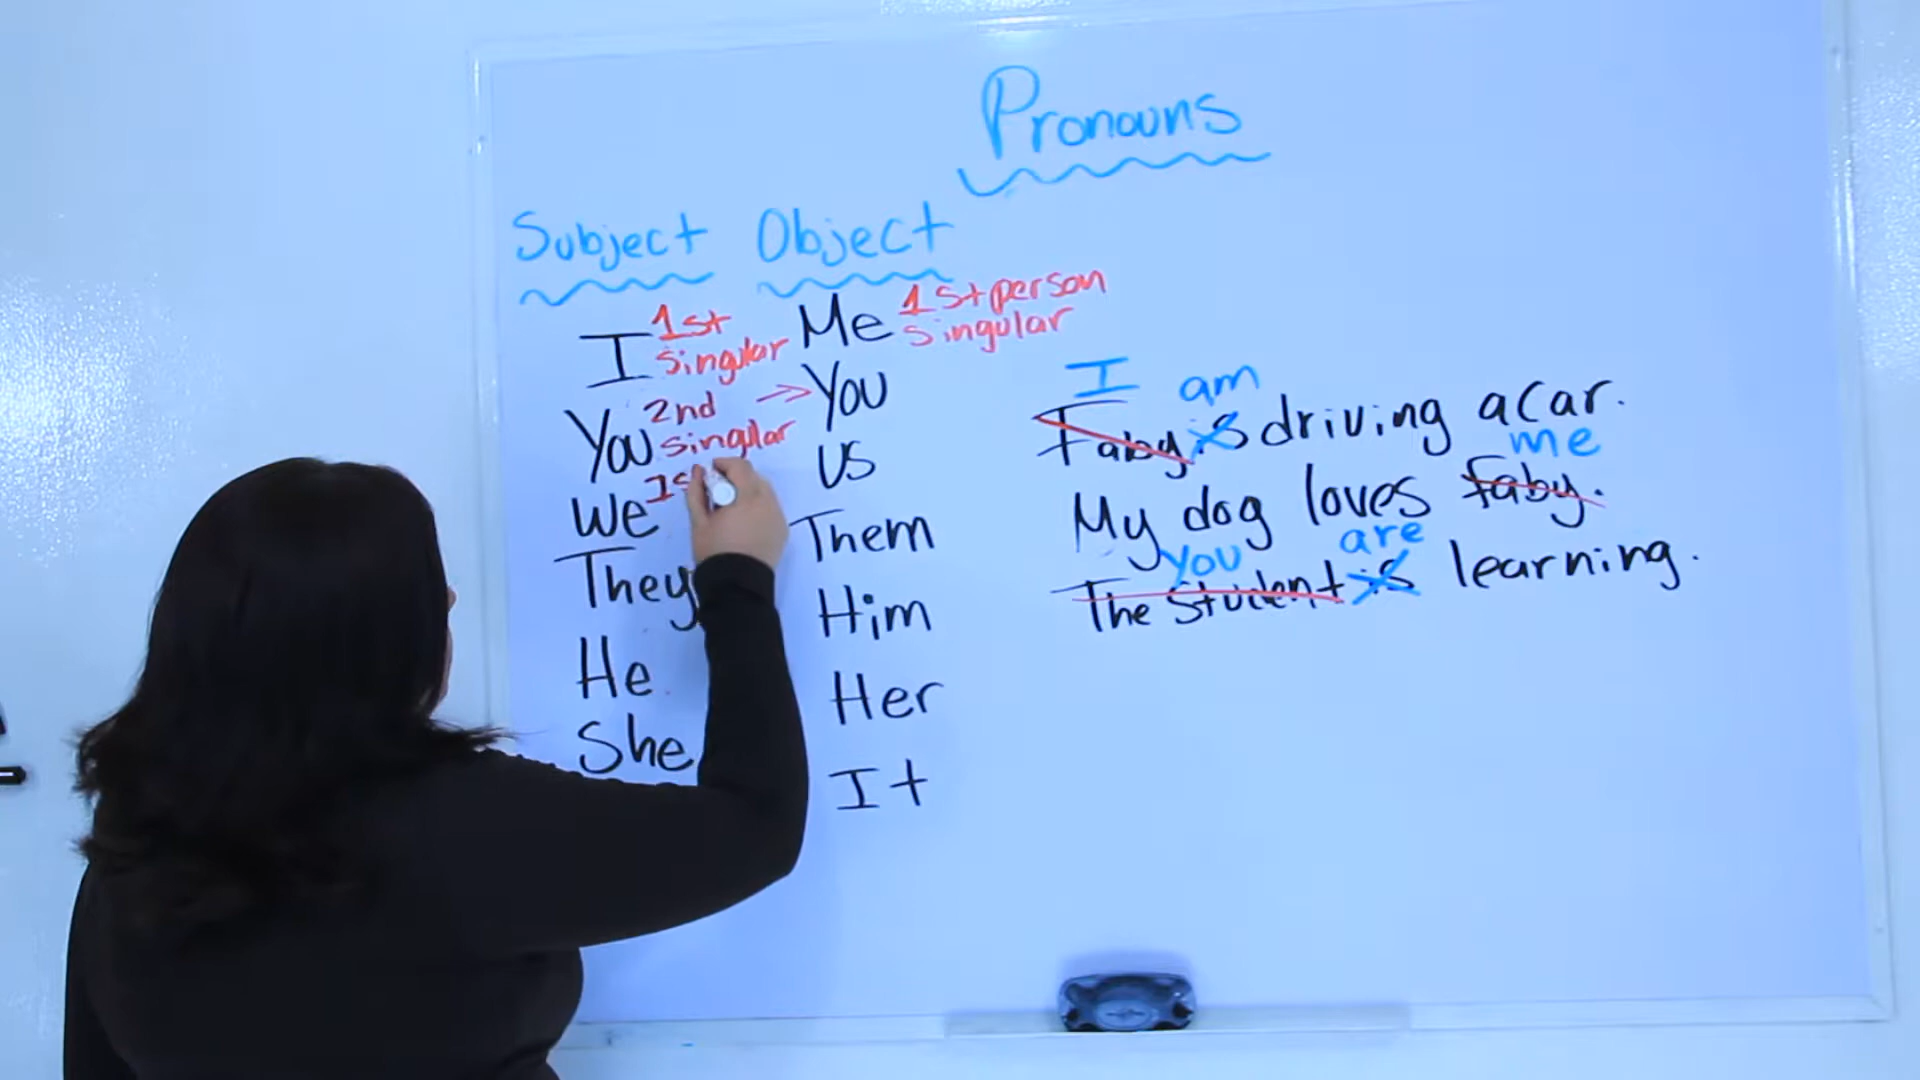 Pronouns
Subject Object
I 1st singular Me 1st person singular
You 2nd singular → You
We 1s Us
They Them
He Him
She Her
It
I am
Faby is driving a car.
me
My dog loves faby.
you are
The Student is learning.